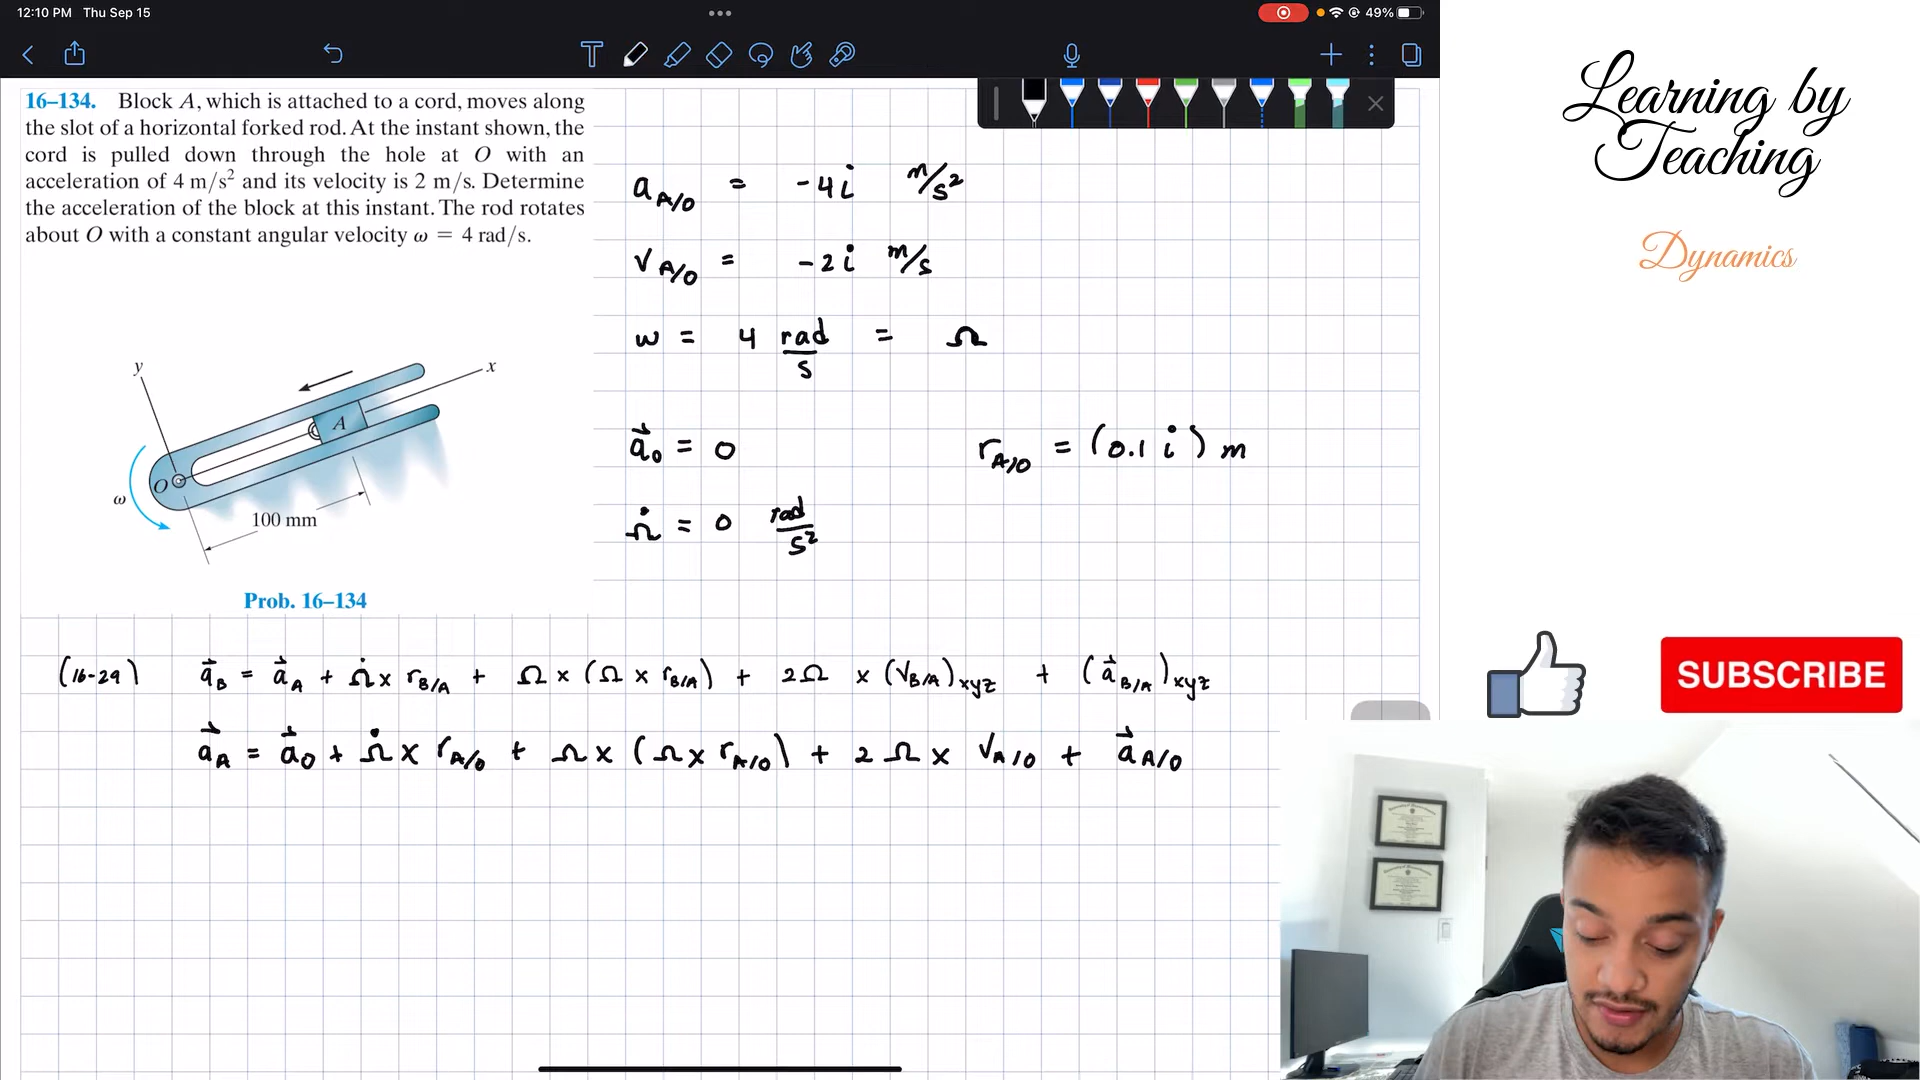 12:10 PM Thu Sep 15
49%
16–134. Block A, which is attached to a cord, moves along
the slot of a horizontal forked rod. At the instant shown, the
cord is pulled down through the hole at O with an
acceleration of 4 m/s² and its velocity is 2 m/s. Determine
the acceleration of the block at this instant. The rod rotates
about O with a constant angular velocity ω = 4 rad/s.
y
x
A
O
ω
100 mm
Prob. 16–134
a A/O = -4i m/s²
v A/O = -2i m/s
w = 4 rad/s = Ω
a⃗o = 0
r A/O = (0.1 i) m
Ω̇ = 0 rad/s²
(16-29) a⃗B = a⃗A + Ω̇ x r B/A + Ω x (Ω x r B/A) + 2Ω x (V B/A)xyz + (a⃗ B/A)xyz
a⃗A = a⃗O + Ω̇ x r A/O + Ω x (Ω x r A/O) + 2 Ω x V A/O + a⃗ A/O
Learning by
Teaching
Dynamics
SUBSCRIBE